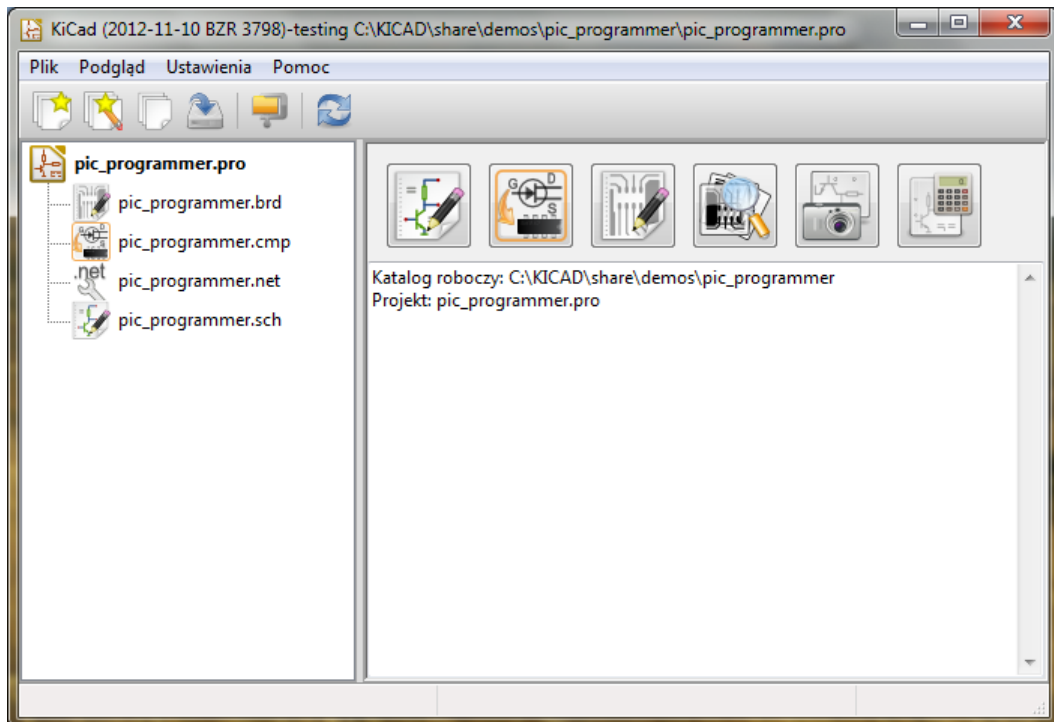 KiCad (2012-11-10 BZR 3798)-testing C:\KICAD\share\demos\pic_programmer\pic_programmer.pro
Plik Podgląd Ustawienia Pomoc
pic_programmer.pro
pic_programmer.brd
pic_programmer.cmp
.net pic_programmer.net
pic_programmer.sch
G D S
Katalog roboczy: C:\KICAD\share\demos\pic_programmer
Projekt: pic_programmer.pro